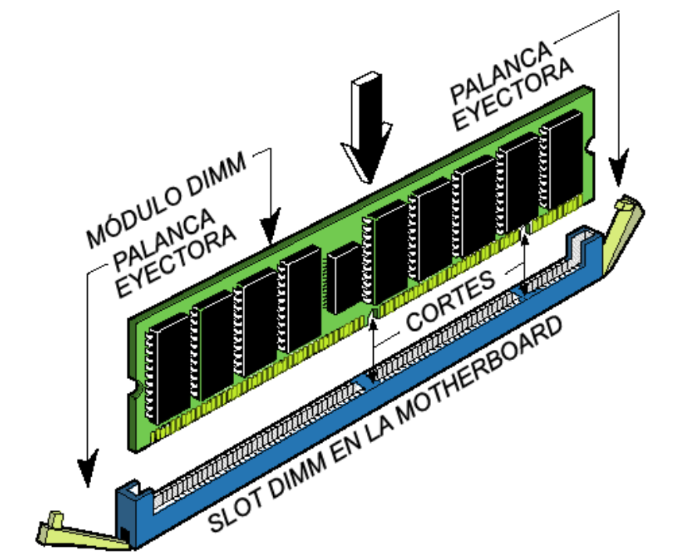 PALANCA
EYECTORA
MÓDULO DIMM
PALANCA
EYECTORA
CORTES
SLOT DIMM EN LA MOTHERBOARD